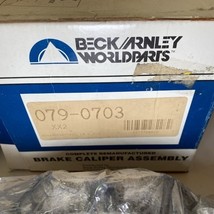 BECK/ARNLEY
WORLDPARTS
079-0703
COMPLETE REMANUFACTURED
BRAKE CALIPER ASSEMBLY